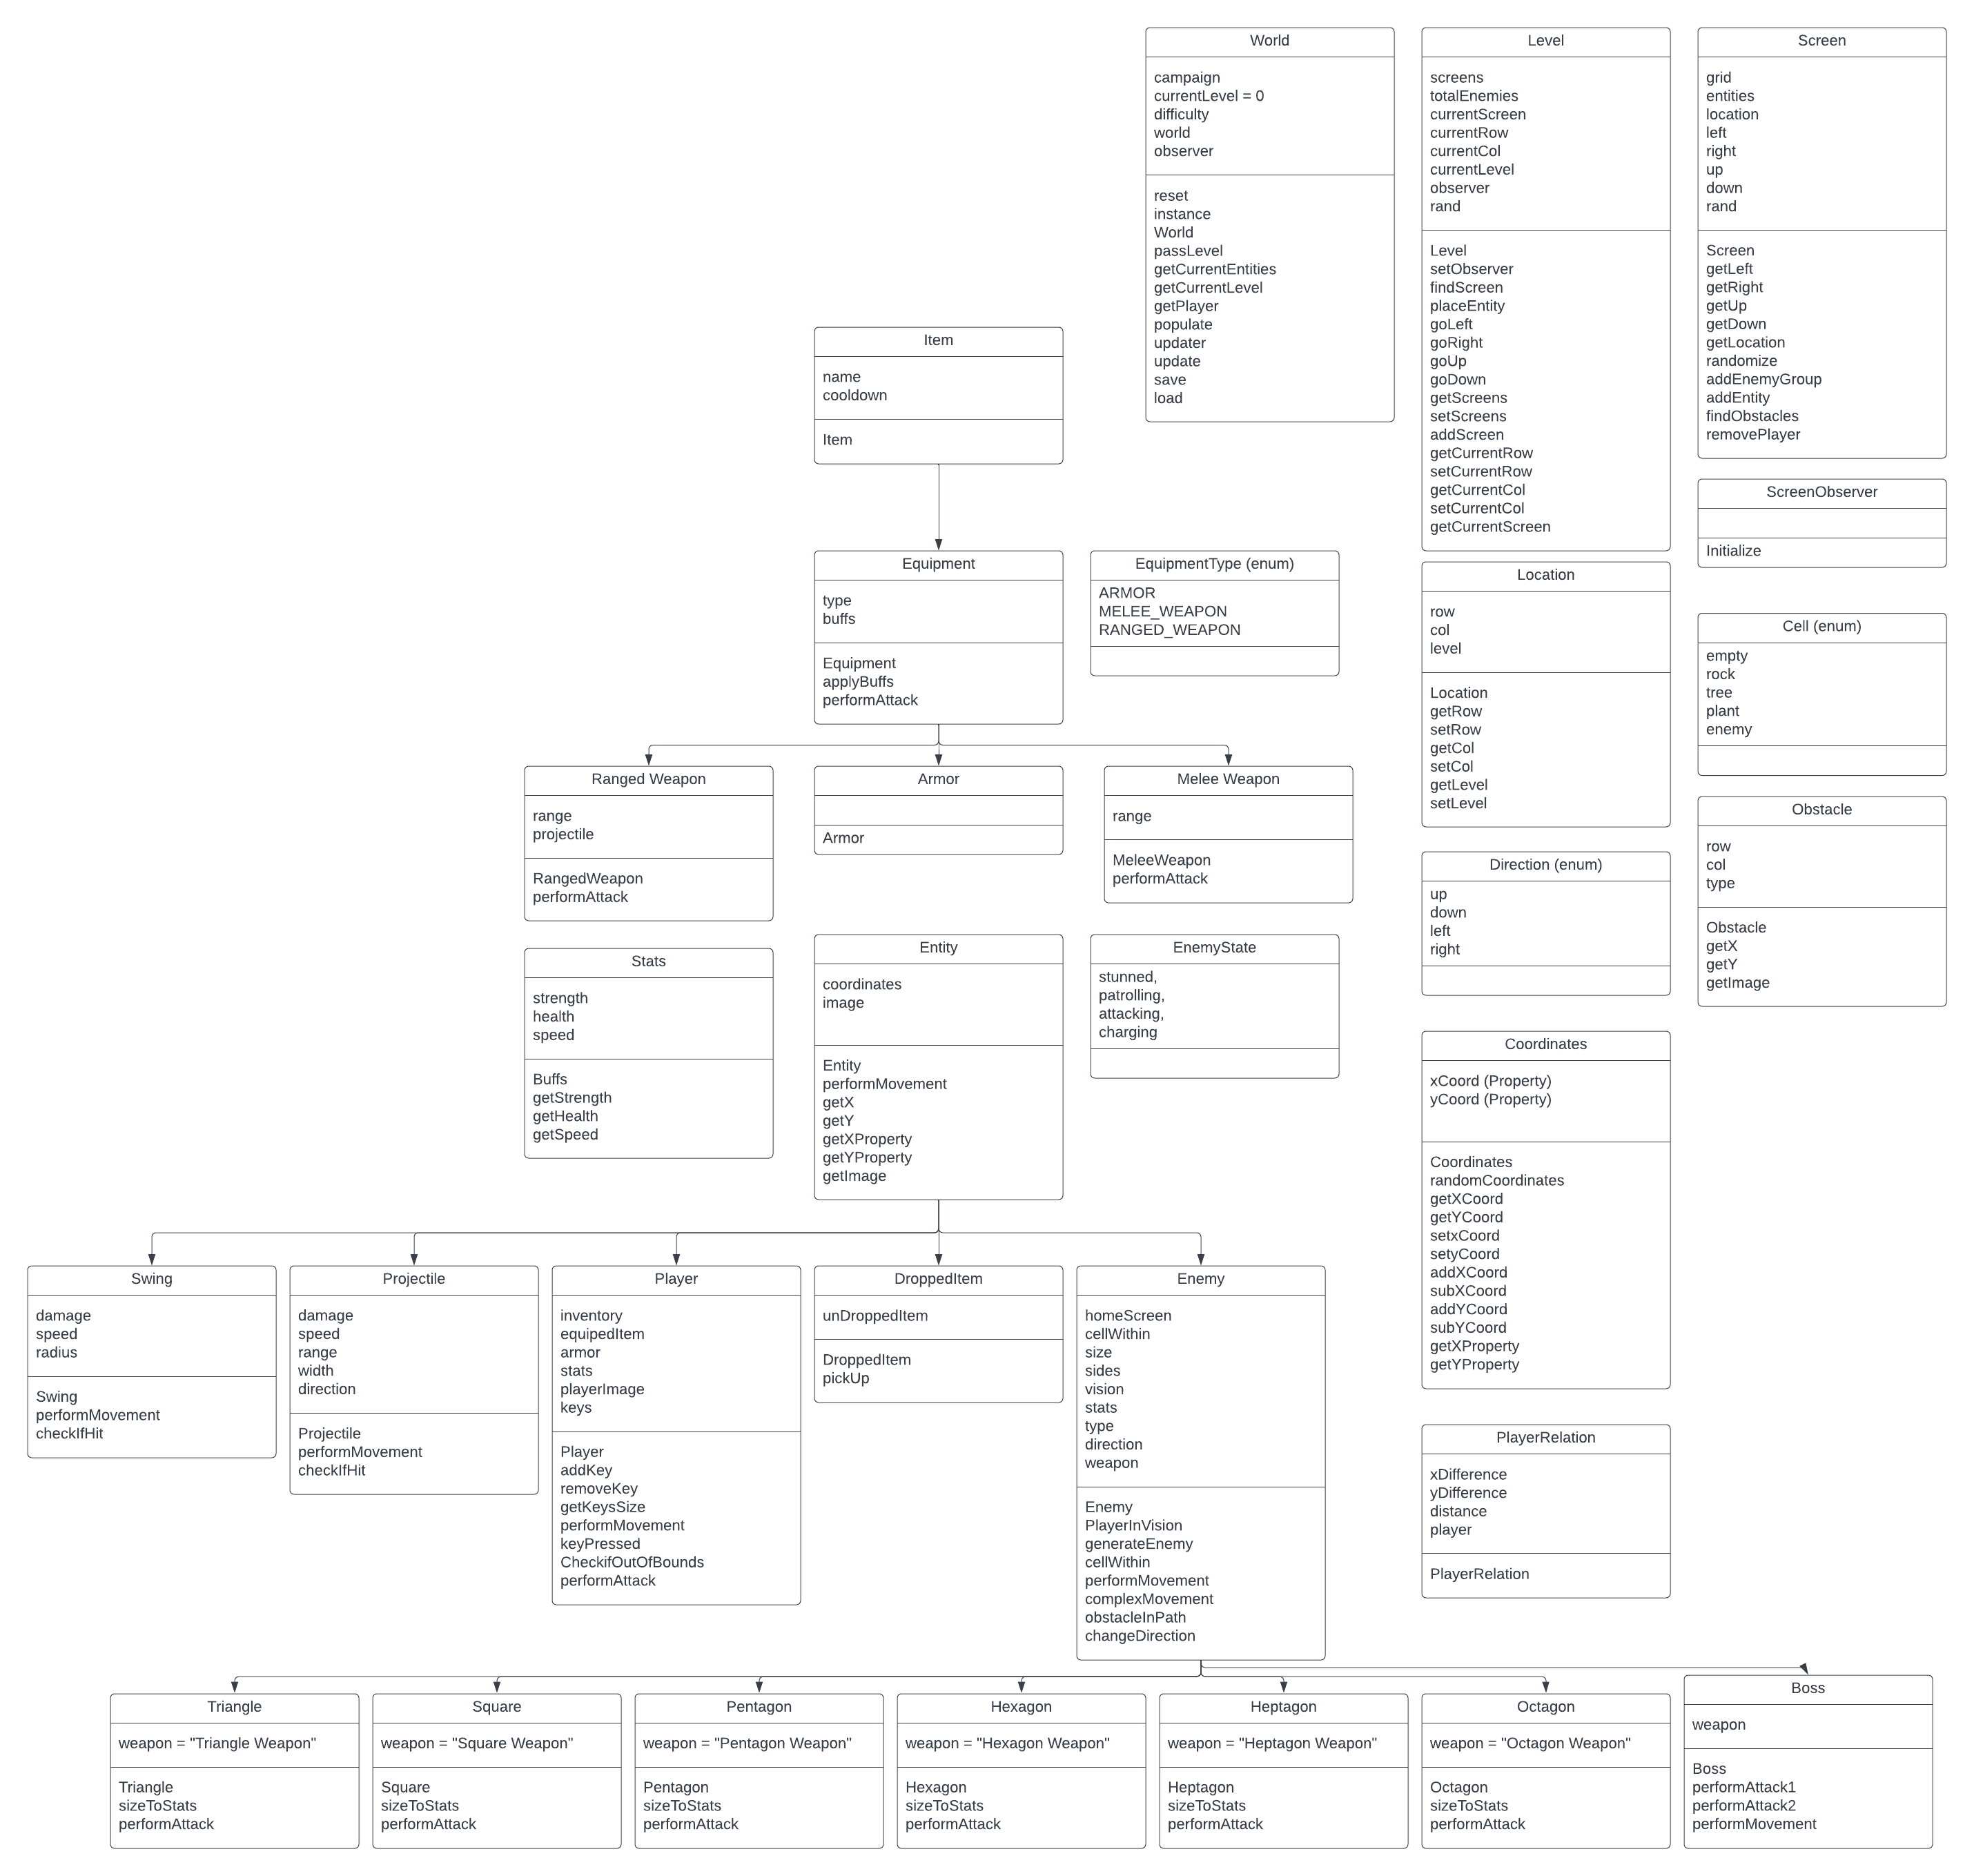 World
campaign
currentLevel = 0
difficulty
world
observer
reset
instance
World
passLevel
getCurrentEntities
getCurrentLevel
getPlayer
populate
updater
update
save
load
Level
screens
totalEnemies
currentScreen
currentRow
currentCol
currentLevel
observer
rand
Level
setObserver
findScreen
placeEntity
goLeft
goRight
goUp
goDown
getScreens
setScreens
addScreen
getCurrentRow
setCurrentRow
getCurrentCol
setCurrentCol
getCurrentScreen
Screen
grid
entities
location
left
right
up
down
rand
Screen
getLeft
getRight
getUp
getDown
getLocation
randomize
addEnemyGroup
addEntity
findObstacles
removePlayer
Item
name
cooldown
Item
ScreenObserver
Initialize
Equipment
type
buffs
Equipment
applyBuffs
performAttack
EquipmentType (enum)
ARMOR
MELEE_WEAPON
RANGED_WEAPON
Location
row
col
level
Location
getRow
setRow
getCol
setCol
getLevel
setLevel
Cell (enum)
empty
rock
tree
plant
enemy
Ranged Weapon
range
projectile
RangedWeapon
performAttack
Armor
Armor
Melee Weapon
range
MeleeWeapon
performAttack
Direction (enum)
up
down
left
right
Obstacle
row
col
type
Obstacle
getX
getY
getImage
Stats
strength
health
speed
Buffs
getStrength
getHealth
getSpeed
Entity
coordinates
image
Entity
performMovement
getX
getY
getXProperty
getYProperty
getImage
EnemyState
stunned,
patrolling,
attacking,
charging
Coordinates
xCoord (Property)
yCoord (Property)
Coordinates
randomCoordinates
getXCoord
getYCoord
setxCoord
setyCoord
addXCoord
subXCoord
addYCoord
subYCoord
getXProperty
getYProperty
Swing
damage
speed
radius
Swing
performMovement
checkIfHit
Projectile
damage
speed
range
width
direction
Projectile
performMovement
checkIfHit
Player
inventory
equipedItem
armor
stats
playerImage
keys
Player
addKey
removeKey
getKeysSize
performMovement
keyPressed
CheckifOutOfBounds
performAttack
DroppedItem
unDroppedItem
DroppedItem
pickUp
Enemy
homeScreen
cellWithin
size
sides
vision
stats
type
direction
weapon
Enemy
PlayerInVision
generateEnemy
cellWithin
performMovement
complexMovement
obstacleInPath
changeDirection
PlayerRelation
xDifference
yDifference
distance
player
PlayerRelation
Triangle
weapon = "Triangle Weapon"
Triangle
sizeToStats
performAttack
Square
weapon = "Square Weapon"
Square
sizeToStats
performAttack
Pentagon
weapon = "Pentagon Weapon"
Pentagon
sizeToStats
performAttack
Hexagon
weapon = "Hexagon Weapon"
Hexagon
sizeToStats
performAttack
Heptagon
weapon = "Heptagon Weapon"
Heptagon
sizeToStats
performAttack
Octagon
weapon = "Octagon Weapon"
Octagon
sizeToStats
performAttack
Boss
weapon
Boss
performAttack1
performAttack2
performMovement